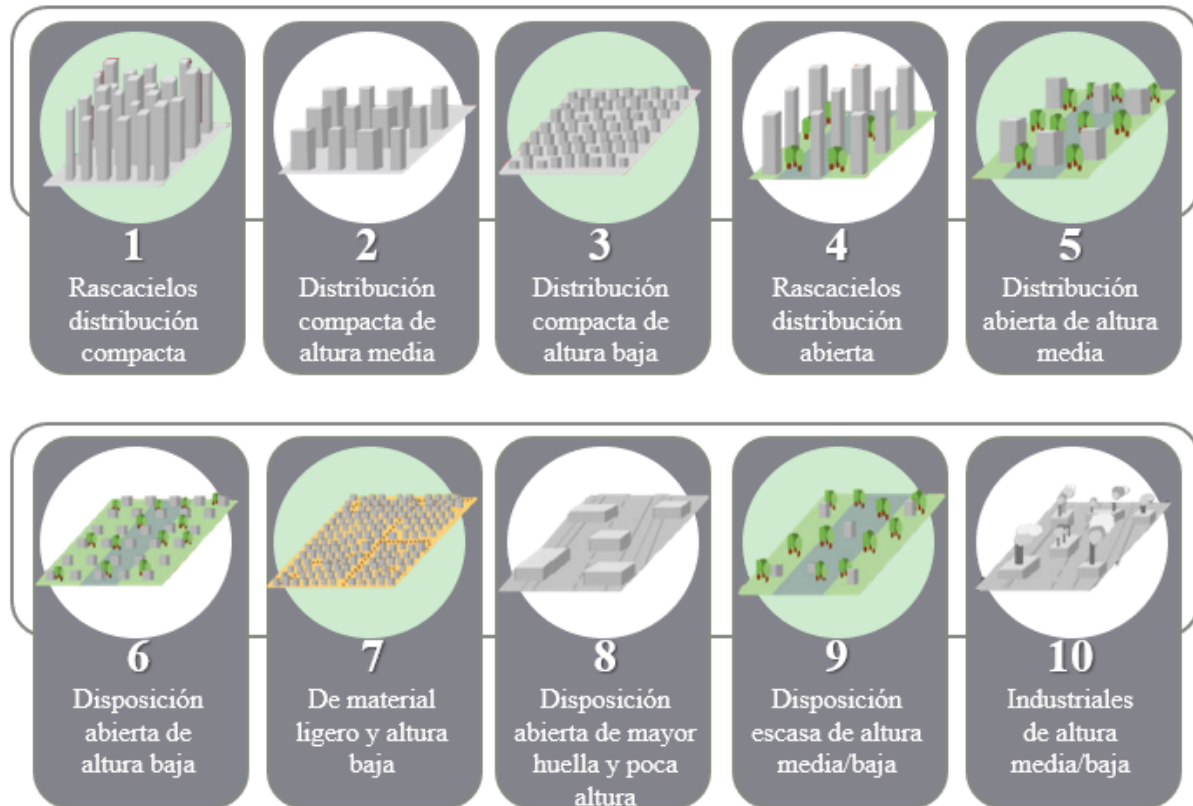 1
Rascacielos
distribución
compacta
2
Distribución
compacta de
altura media
3
Distribución
compacta de
altura baja
4
Rascacielos
distribución
abierta
5
Distribución
abierta de altura
media
6
Disposición
abierta de
altura baja
7
De material
ligero y altura
baja
8
Disposición
abierta de mayor
huella y poca
altura
9
Disposición
escasa de altura
media/baja
10
Industriales
de altura
media/baja